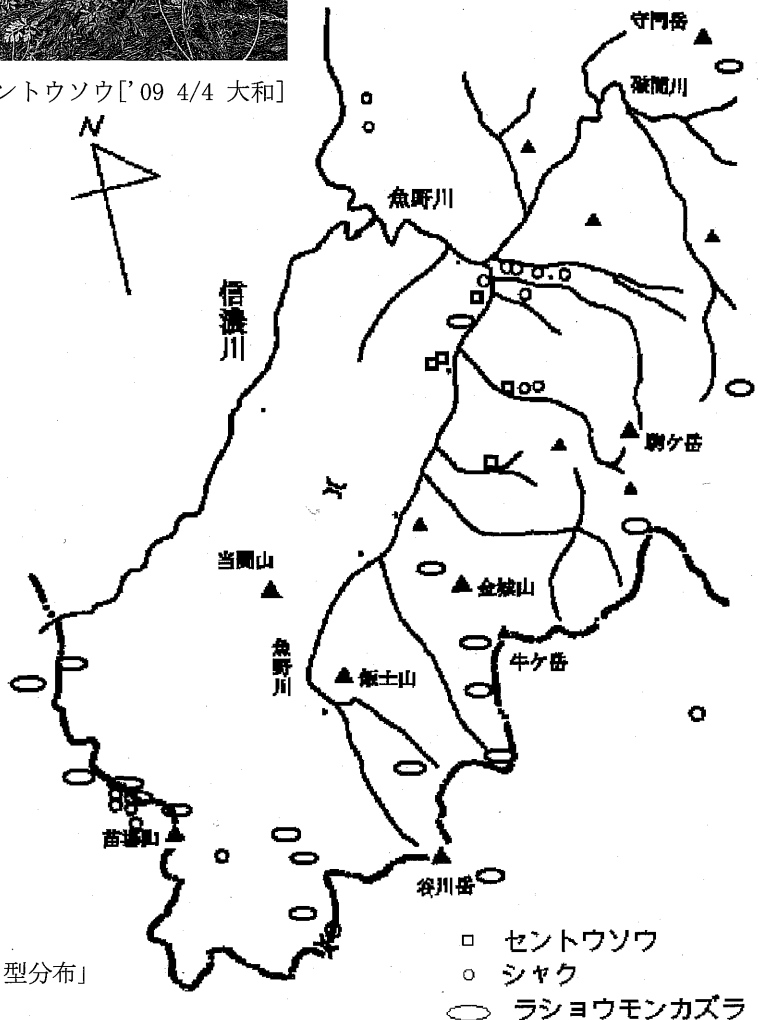 ントウソウ['09 4/4 大和]
N
守門岳
破間川
魚野川
信濃川
駒ケ岳
当間山
金城山
魚野川
飯士山
牛ケ岳
苗場山
谷川岳
型分布」
□ セントウソウ
○ シャク
ラショウモンカズラ